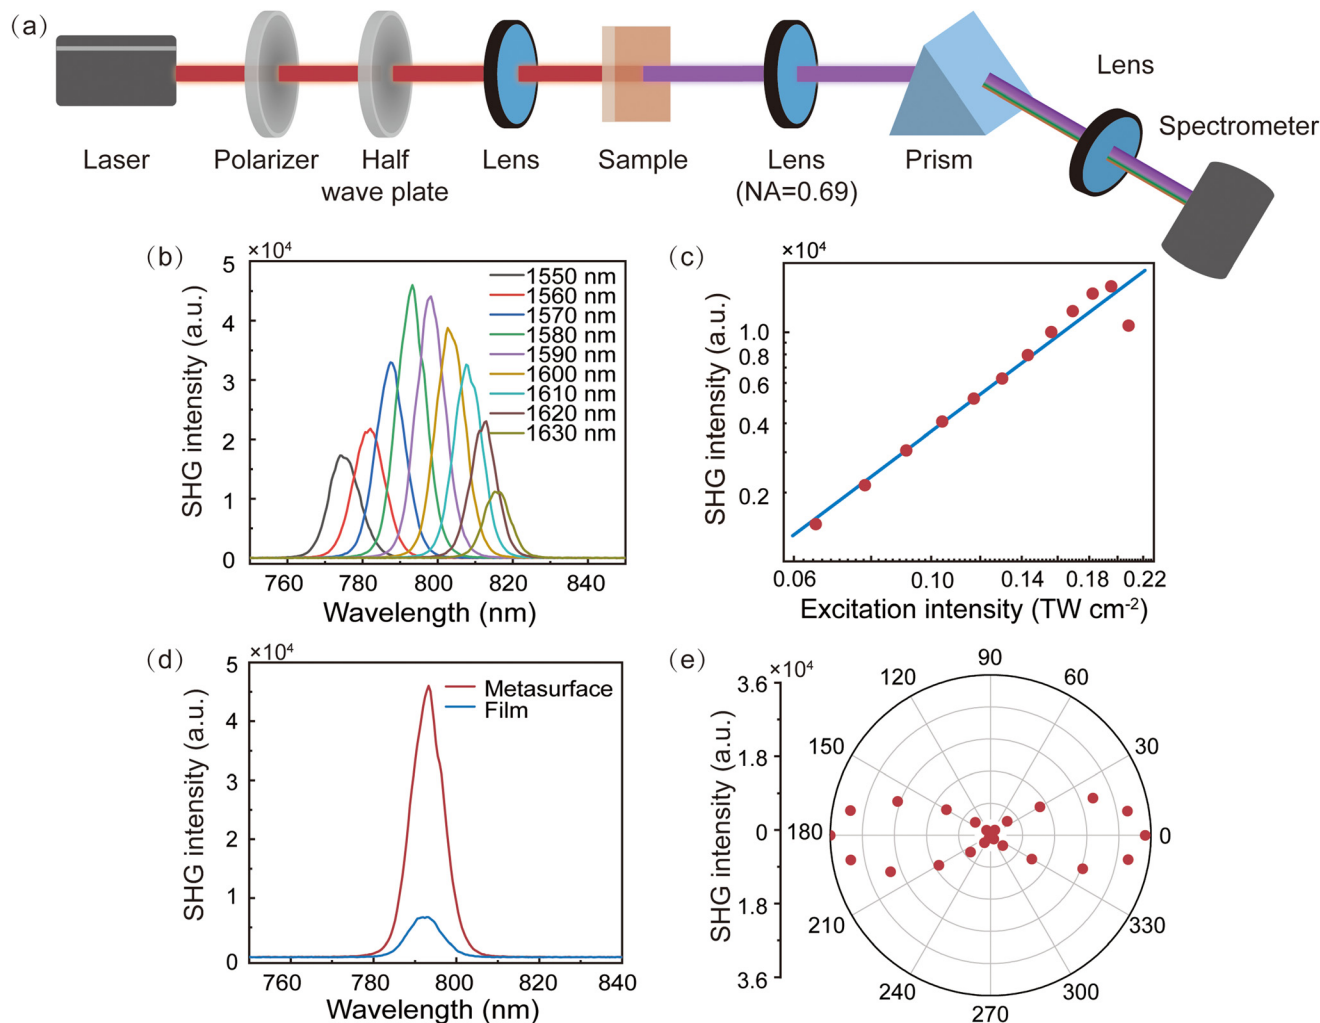 (a)
Laser
Polarizer
Half
wave plate
Lens
Sample
Lens
(NA=0.69)
Prism
Lens
Spectrometer
(b)
×10⁴
SHG intensity (a.u.)
5
4
3
2
1
0
760 780 800 820 840
Wavelength (nm)
1550 nm
1560 nm
1570 nm
1580 nm
1590 nm
1600 nm
1610 nm
1620 nm
1630 nm
(c)
×10⁴
SHG intensity (a.u.)
1.0
0.8
0.6
0.4
0.2
0.06 0.10 0.14 0.18 0.22
Excitation intensity (TW cm⁻²)
(d)
×10⁴
SHG intensity (a.u.)
5
4
3
2
1
0
760 780 800 820 840
Wavelength (nm)
Metasurface
Film
(e)
×10⁴
SHG intensity (a.u.)
3.6
1.8
0
1.8
3.6
90
120 60
150 30
180 0
210 330
240 300
270